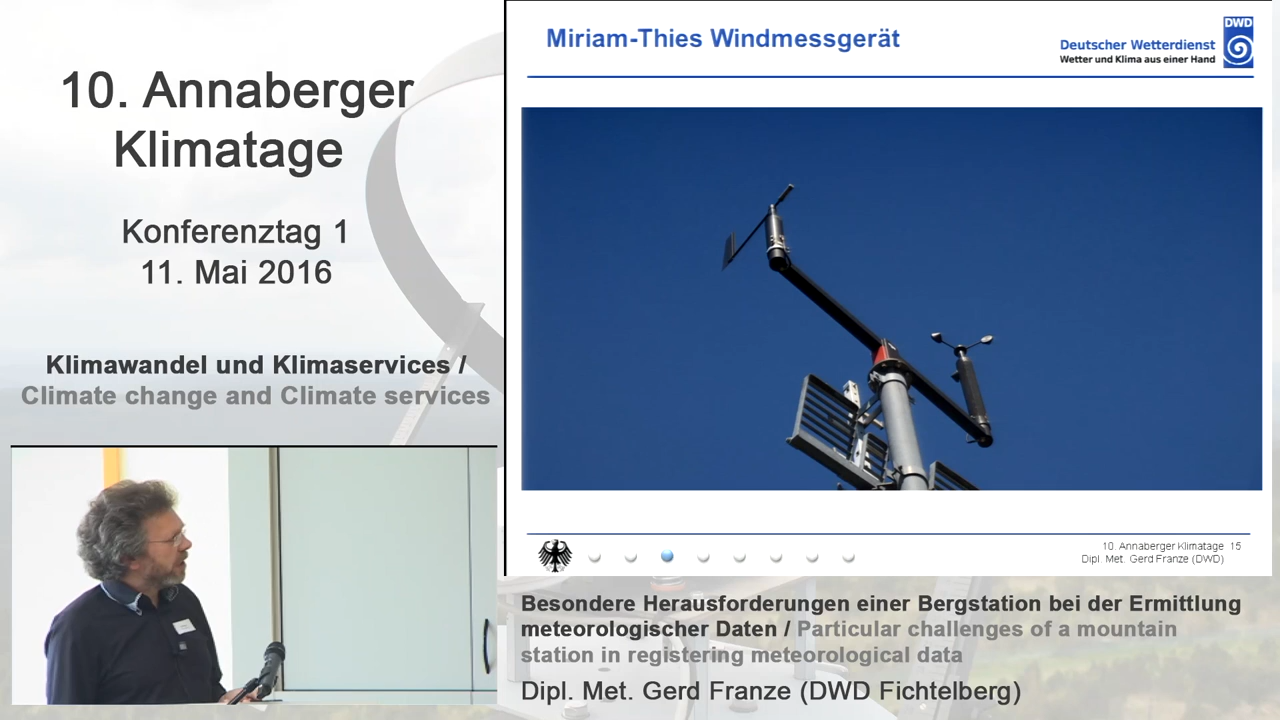 10. Annaberger
Klimatage
Konferenztag 1
11. Mai 2016
Klimawandel und Klimaservices /
Climate change and Climate services
Miriam-Thies Windmessgerät
DWD
Deutscher Wetterdienst
Wetter und Klima aus einer Hand
10. Annaberger Klimatage 15
Dipl. Met. Gerd Franze (DWD)
Besondere Herausforderungen einer Bergstation bei der Ermittlung
meteorologischer Daten / Particular challenges of a mountain
station in registering meteorological data
Dipl. Met. Gerd Franze (DWD Fichtelberg)